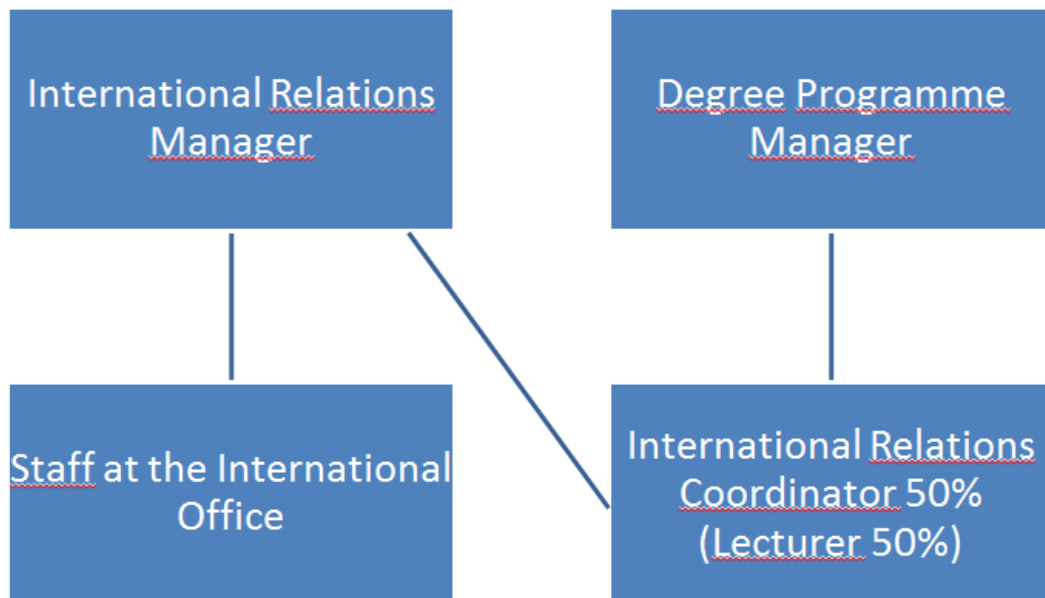 International Relations
Manager
Degree Programme
Manager
Staff at the International
Office
International Relations
Coordinator 50%
(Lecturer 50%)